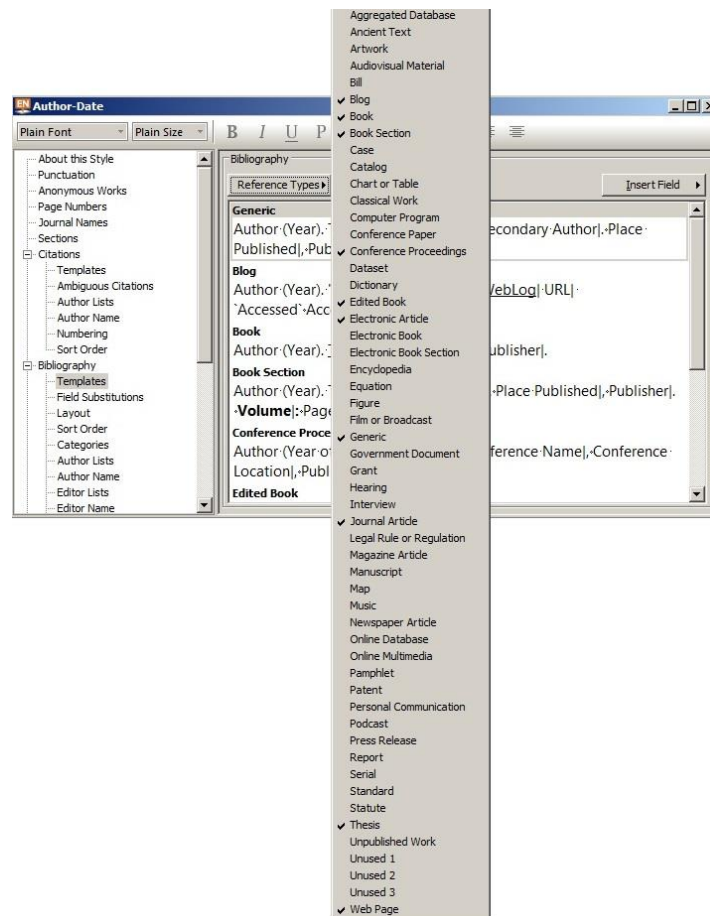 Aggregated Database
Ancient Text
Artwork
Audiovisual Material
Bill
Blog
Book
Book Section
Case
Catalog
Chart or Table
Classical Work
Computer Program
Conference Paper
Conference Proceedings
Dataset
Dictionary
Edited Book
Electronic Article
Electronic Book
Electronic Book Section
Encyclopedia
Equation
Figure
Film or Broadcast
Generic
Government Document
Grant
Hearing
Interview
Journal Article
Legal Rule or Regulation
Magazine Article
Manuscript
Map
Music
Newspaper Article
Online Database
Online Multimedia
Pamphlet
Patent
Personal Communication
Podcast
Press Release
Report
Serial
Standard
Statute
Thesis
Unpublished Work
Unused 1
Unused 2
Unused 3
Web Page
EN Author-Date
Plain Font Plain Size B I U P
About this Style
Punctuation
Anonymous Works
Page Numbers
Journal Names
Sections
Citations
Templates
Ambiguous Citations
Author Lists
Author Name
Numbering
Sort Order
Bibliography
Templates
Field Substitutions
Layout
Sort Order
Categories
Author Lists
Author Name
Editor Lists
Editor Name
Bibliography
Reference Types Insert Field
Generic
Author·(Year).· econdary·Author|.·Place·
Published|,·Pub
Blog
Author·(Year).· WebLog|·URL|·
`Accessed`·Acc
Book
Author·(Year).· ublisher|.
Book Section
Author·(Year).· .·Place·Published|,·Publisher|.
·Volume|:·Page
Conference Proce
Author·(Year·o ference·Name|,·Conference·
Location|,·Publ
Edited Book